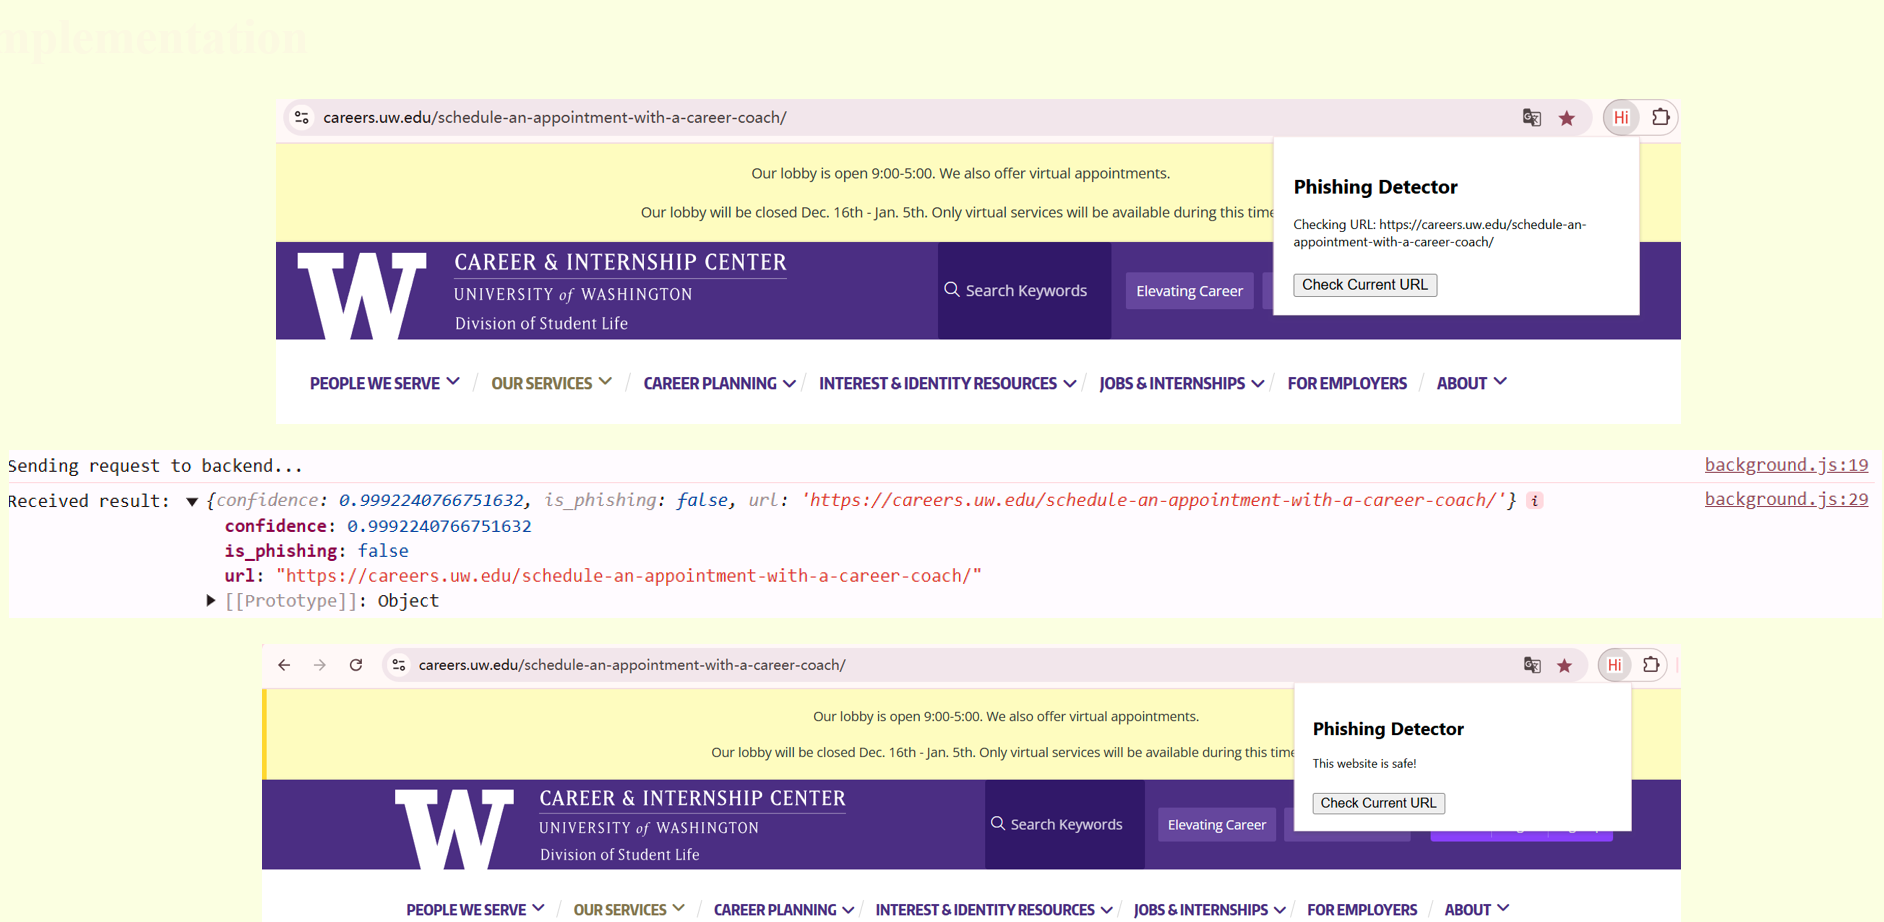 mplementation
careers.uw.edu/schedule-an-appointment-with-a-career-coach/
Hi
Our lobby is open 9:00-5:00. We also offer virtual appointments.
Our lobby will be closed Dec. 16th - Jan. 5th. Only virtual services will be available during this time
Phishing Detector
Checking URL: https://careers.uw.edu/schedule-an-
appointment-with-a-career-coach/
Check Current URL
W
CAREER & INTERNSHIP CENTER
UNIVERSITY of WASHINGTON
Division of Student Life
Search Keywords
Elevating Career
PEOPLE WE SERVE / OUR SERVICES / CAREER PLANNING / INTEREST & IDENTITY RESOURCES / JOBS & INTERNSHIPS / FOR EMPLOYERS / ABOUT
Sending request to backend... background.js:19
Received result: ▼ {confidence: 0.9992240766751632, is_phishing: false, url: 'https://careers.uw.edu/schedule-an-appointment-with-a-career-coach/'} i background.js:29
confidence: 0.9992240766751632
is_phishing: false
url: "https://careers.uw.edu/schedule-an-appointment-with-a-career-coach/"
▶ [[Prototype]]: Object
careers.uw.edu/schedule-an-appointment-with-a-career-coach/
Hi
Our lobby is open 9:00-5:00. We also offer virtual appointments.
Our lobby will be closed Dec. 16th - Jan. 5th. Only virtual services will be available during this time
Phishing Detector
This website is safe!
Check Current URL
W
CAREER & INTERNSHIP CENTER
UNIVERSITY of WASHINGTON
Division of Student Life
Search Keywords
Elevating Career
PEOPLE WE SERVE / OUR SERVICES / CAREER PLANNING / INTEREST & IDENTITY RESOURCES / JOBS & INTERNSHIPS / FOR EMPLOYERS / ABOUT